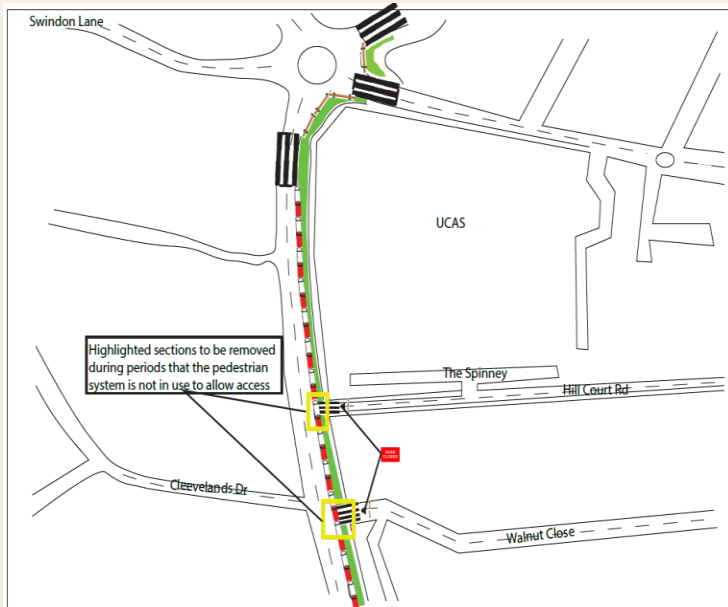 Swindon Lane
UCAS
Highlighted sections to be removed
during periods that the pedestrian
system is not in use to allow access
The Spinney
Hill Court Rd
ROAD
CLOSED
Cleevelands Dr
Walnut Close